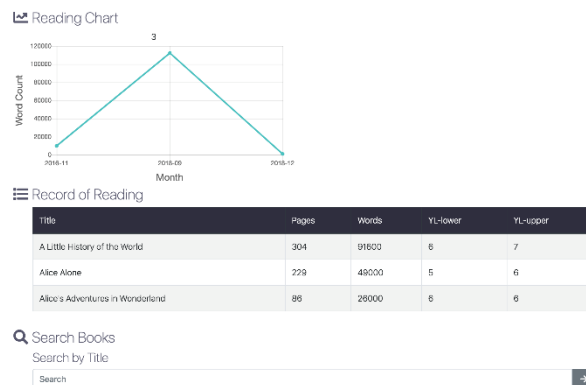 Reading Chart
3
120000
100000
80000
60000
40000
20000
0
Word Count
2016-11 2018-09 2018-12
Month
Record of Reading
Title Pages Words YL-lower YL-upper
A Little History of the World 304 91600 6 7
Alice Alone 229 49000 5 6
Alice's Adventures in Wonderland 86 26000 6 6
Search Books
Search by Title
Search